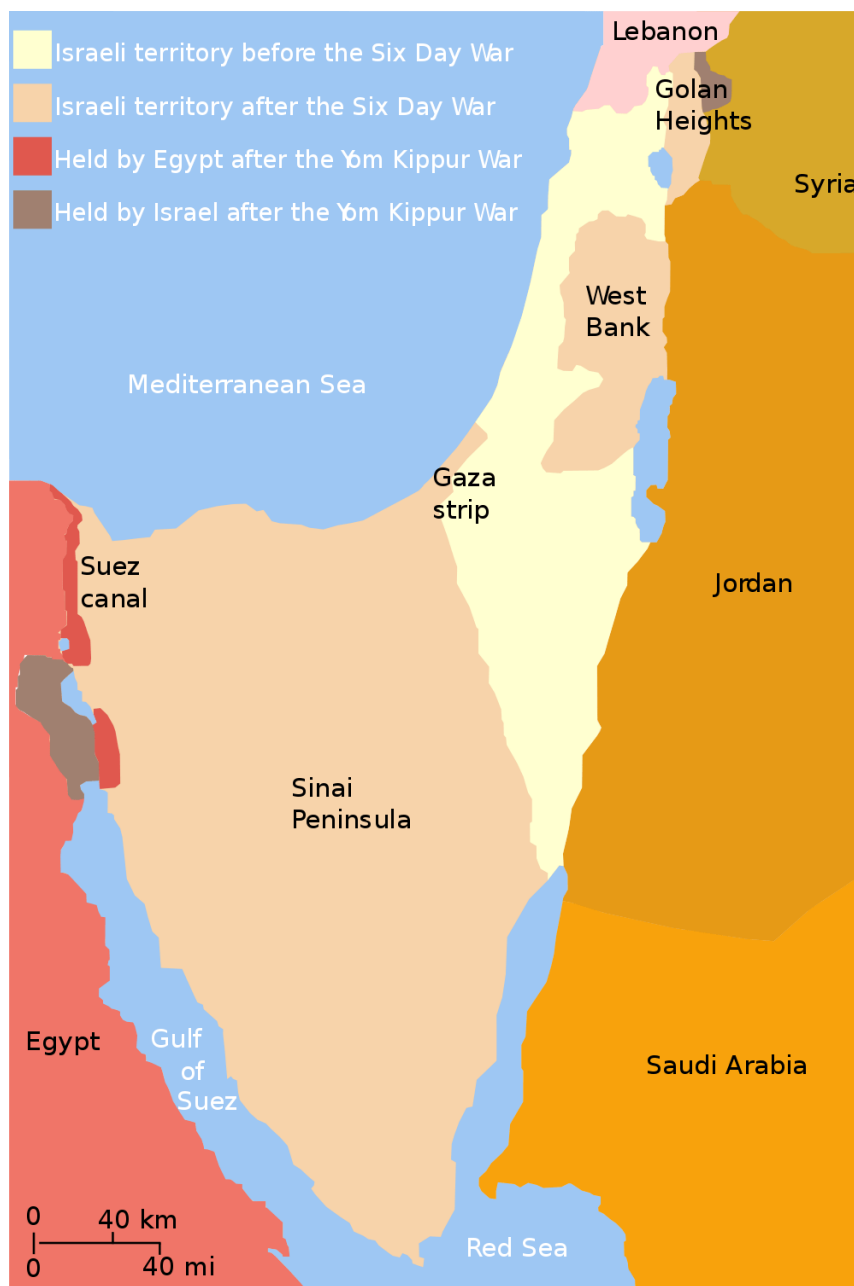 Israeli territory before the Six Day War
Israeli territory after the Six Day War
Held by Egypt after the Yom Kippur War
Held by Israel after the Yom Kippur War
Lebanon
Golan
Heights
Syria
West
Bank
Mediterranean Sea
Gaza
strip
Suez
canal
Jordan
Sinai
Peninsula
Egypt
Gulf
of
Suez
Saudi Arabia
0
40 km
0
40 mi
Red Sea